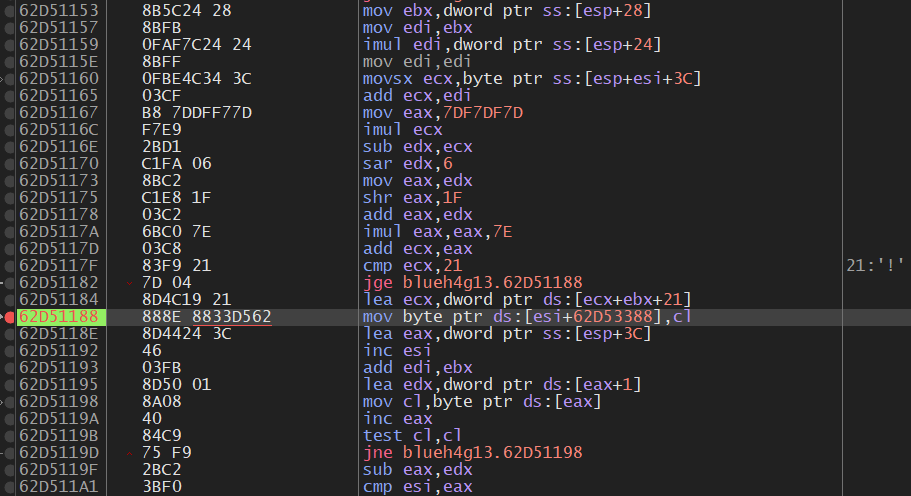 62D51153 8B5C24 28 mov ebx,dword ptr ss:[esp+28]
62D51157 8BFB mov edi,ebx
62D51159 0FAF7C24 24 imul edi,dword ptr ss:[esp+24]
62D5115E 8BFF mov edi,edi
62D51160 0FBE4C34 3C movsx ecx,byte ptr ss:[esp+esi+3C]
62D51165 03CF add ecx,edi
62D51167 B8 7DDFF77D mov eax,7DF7DF7D
62D5116C F7E9 imul ecx
62D5116E 2BD1 sub edx,ecx
62D51170 C1FA 06 sar edx,6
62D51173 8BC2 mov eax,edx
62D51175 C1E8 1F shr eax,1F
62D51178 03C2 add eax,edx
62D5117A 6BC0 7E imul eax,eax,7E
62D5117D 03C8 add ecx,eax
62D5117F 83F9 21 cmp ecx,21 21:'!'
62D51182 7D 04 jge blueh4g13.62D51188
62D51184 8D4C19 21 lea ecx,dword ptr ds:[ecx+ebx+21]
62D51188 888E 8833D562 mov byte ptr ds:[esi+62D53388],cl
62D5118E 8D4424 3C lea eax,dword ptr ss:[esp+3C]
62D51192 46 inc esi
62D51193 03FB add edi,ebx
62D51195 8D50 01 lea edx,dword ptr ds:[eax+1]
62D51198 8A08 mov cl,byte ptr ds:[eax]
62D5119A 40 inc eax
62D5119B 84C9 test cl,cl
62D5119D 75 F9 jne blueh4g13.62D51198
62D5119F 2BC2 sub eax,edx
62D511A1 3BF0 cmp esi,eax